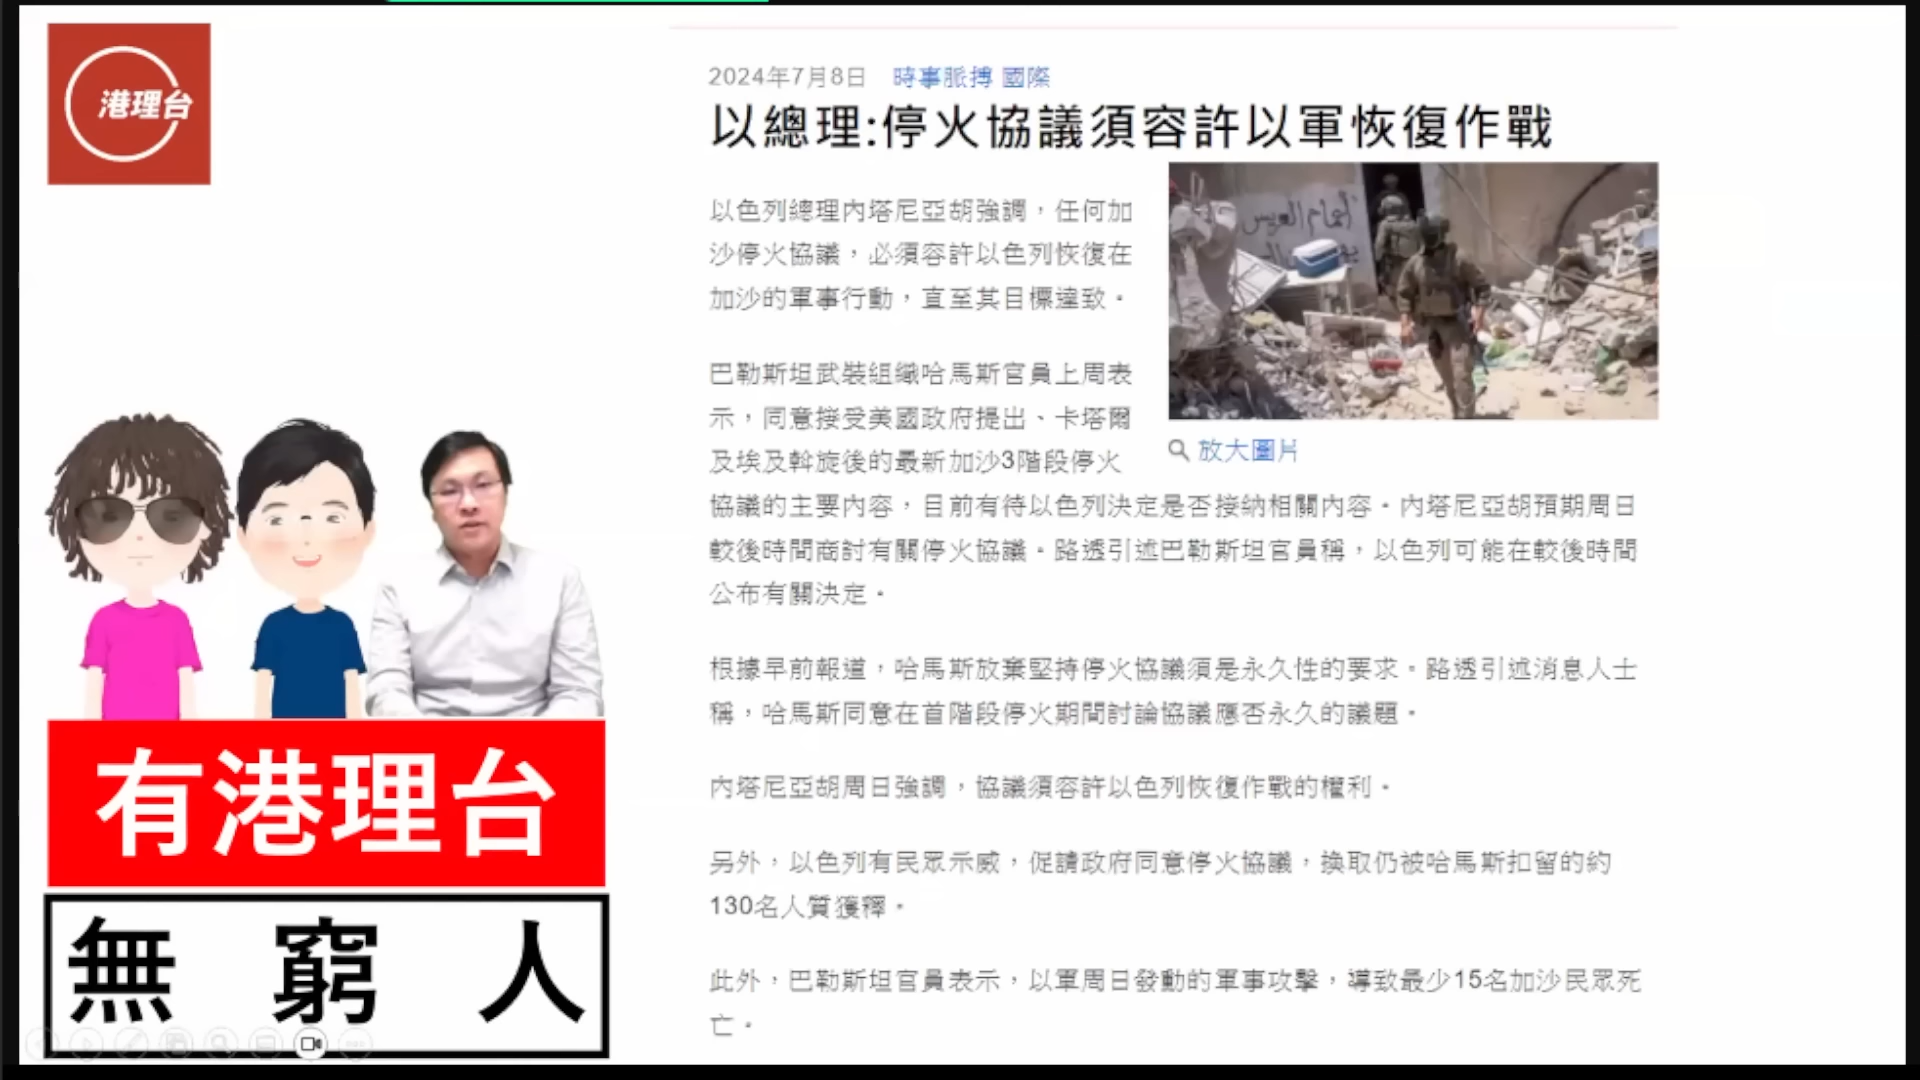 港理台
2024年7月8日 時事脈搏 國際
以總理:停火協議須容許以軍恢復作戰
以色列總理內塔尼亞胡強調，任何加
沙停火協議，必須容許以色列恢復在
加沙的軍事行動，直至其目標達致。
巴勒斯坦武裝組織哈馬斯官員上周表
示，同意接受美國政府提出、卡塔爾
及埃及斡旋後的最新加沙3階段停火
協議的主要內容，目前有待以色列決定是否接納相關內容。內塔尼亞胡預期周日
較後時間商討有關停火協議。路透引述巴勒斯坦官員稱，以色列可能在較後時間
公布有關決定。
放大圖片
根據早前報道，哈馬斯放棄堅持停火協議須是永久性的要求。路透引述消息人士
稱，哈馬斯同意在首階段停火期間討論協議應否永久的議題。
內塔尼亞胡周日強調，協議須容許以色列恢復作戰的權利。
另外，以色列有民眾示威，促請政府同意停火協議，換取仍被哈馬斯扣留的約
130名人質獲釋。
此外，巴勒斯坦官員表示，以軍周日發動的軍事攻擊，導致最少15名加沙民眾死
亡。
有港理台
無窮人